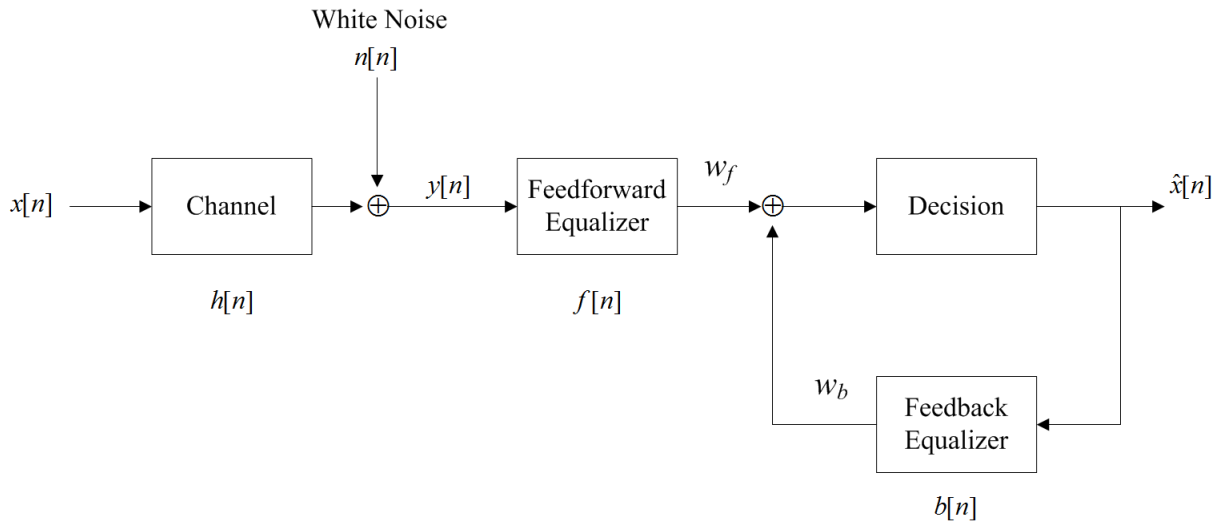 White Noise
n[n]
x[n]
Channel
y[n]
Feedforward
Equalizer
w_f
Decision
x̂[n]
h[n]
f[n]
w_b
Feedback
Equalizer
b[n]